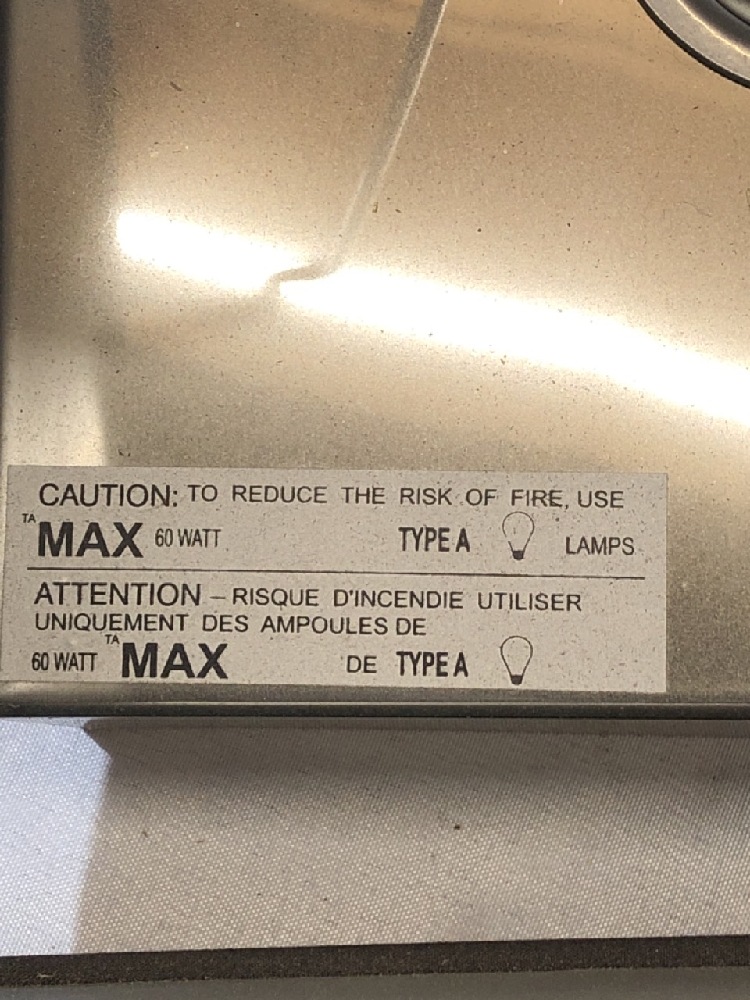 CAUTION: TO REDUCE THE RISK OF FIRE, USE
TA MAX 60 WATT TYPE A LAMPS
ATTENTION – RISQUE D'INCENDIE UTILISER
UNIQUEMENT DES AMPOULES DE
60 WATT TA MAX DE TYPE A